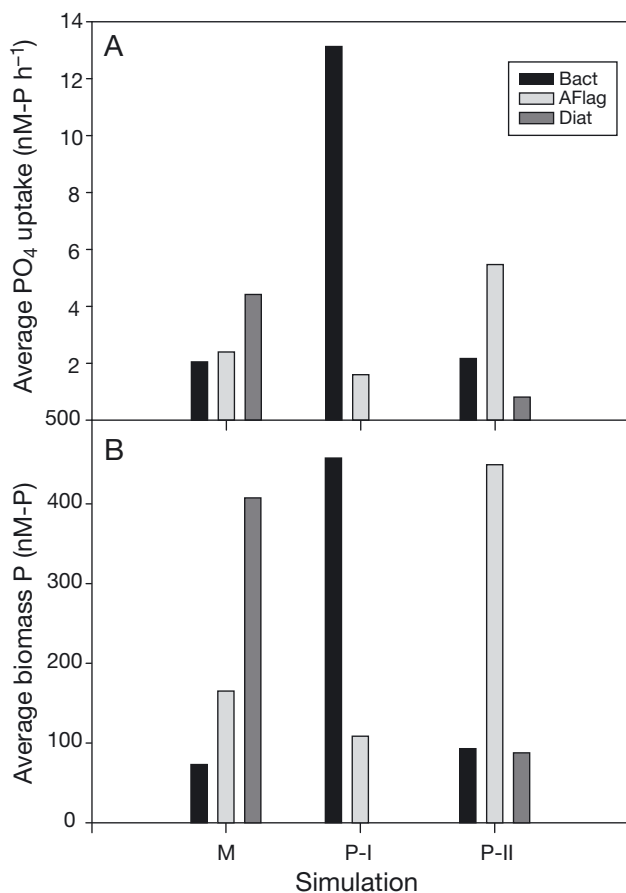 A
Average PO4 uptake (nM-P h–1)
14
12
10
8
6
4
2
Bact
AFlag
Diat
B
Average biomass P (nM-P)
500
400
300
200
100
0
M
P-I
P-II
Simulation